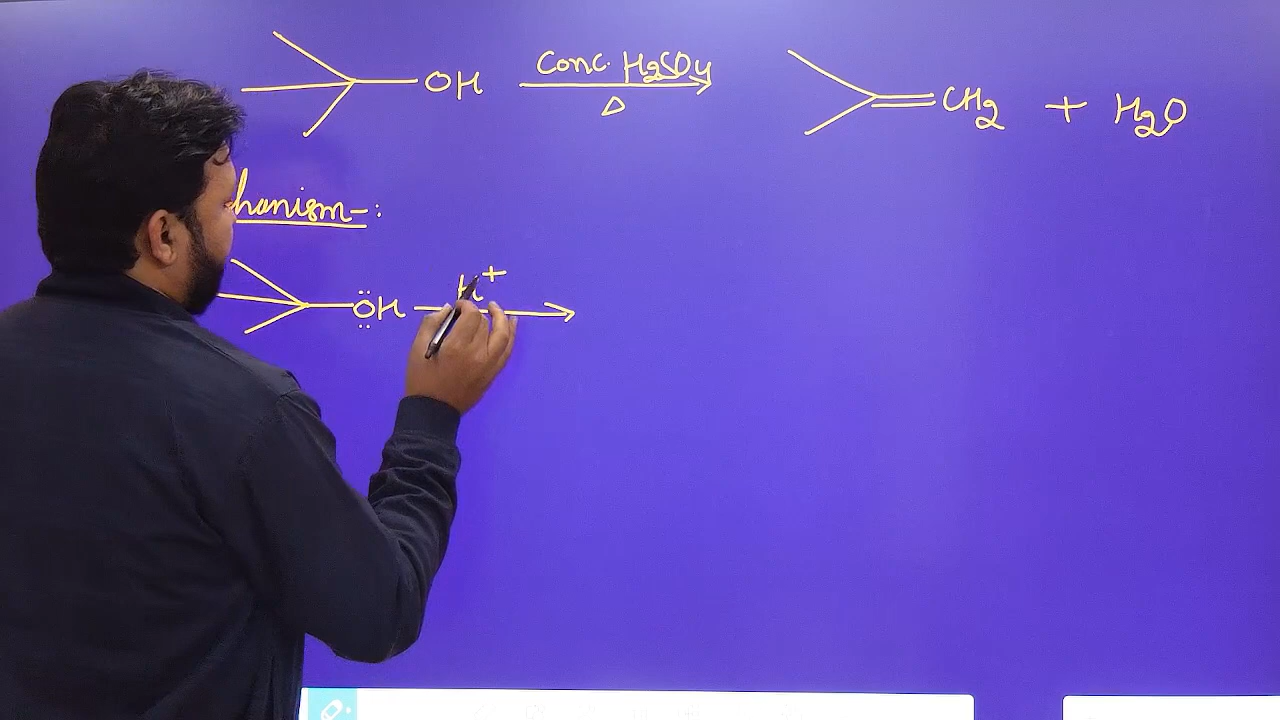 OH Conc. H2SO4 Δ CH2 + H2O
hanism-:
ÖH H+